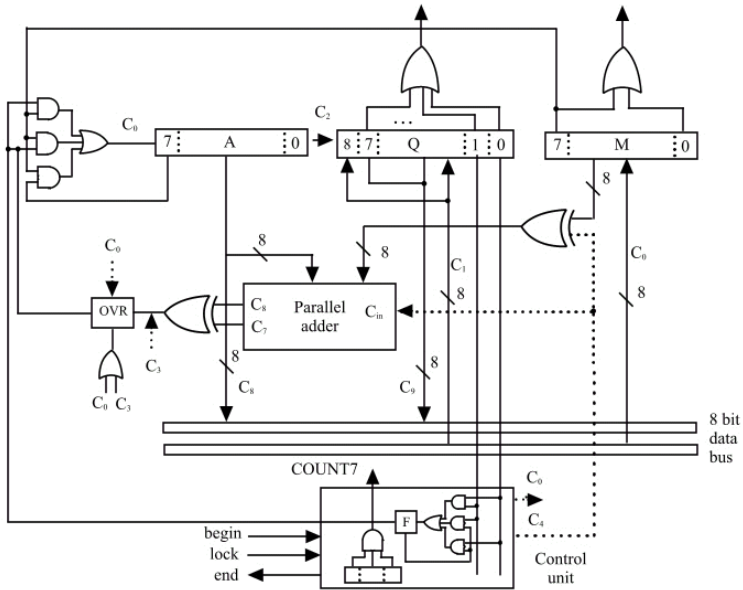 C₂
C₀
7 A 0
8 7 Q 1 0
7 M 0
...
8
8
8
C₀
C₁
C₀
OVR
C₈
C₇
Parallel
adder
Cᵢₙ
8
8
C₃
8
8
C₀ C₃
C₈
C₉
8 bit
data
bus
COUNT7
C₀
C₄
F
begin
lock
end
Control
unit